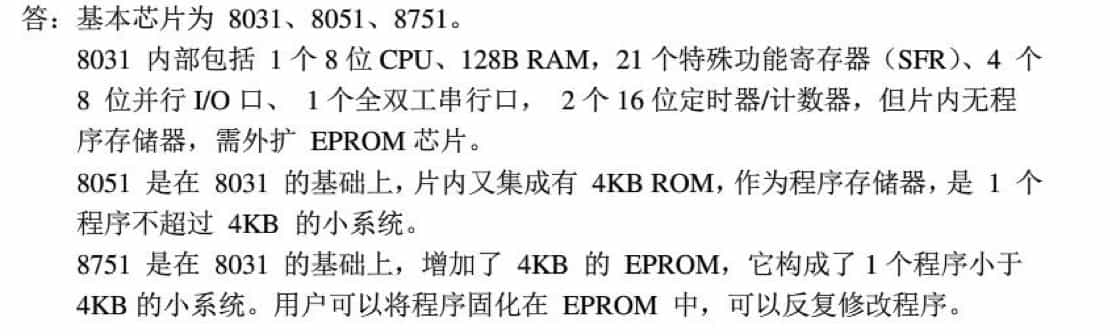 答：基本芯片为 8031、8051、8751。
8031 内部包括 1 个 8 位 CPU、128B RAM，21 个特殊功能寄存器（SFR）、4 个
8 位并行 I/O 口、 1 个全双工串行口， 2 个 16 位定时器/计数器，但片内无程
序存储器，需外扩 EPROM 芯片。
8051 是在 8031 的基础上，片内又集成有 4KB ROM，作为程序存储器，是 1 个
程序不超过 4KB 的小系统。
8751 是在 8031 的基础上，增加了 4KB 的 EPROM，它构成了 1 个程序小于
4KB 的小系统。用户可以将程序固化在 EPROM 中，可以反复修改程序。